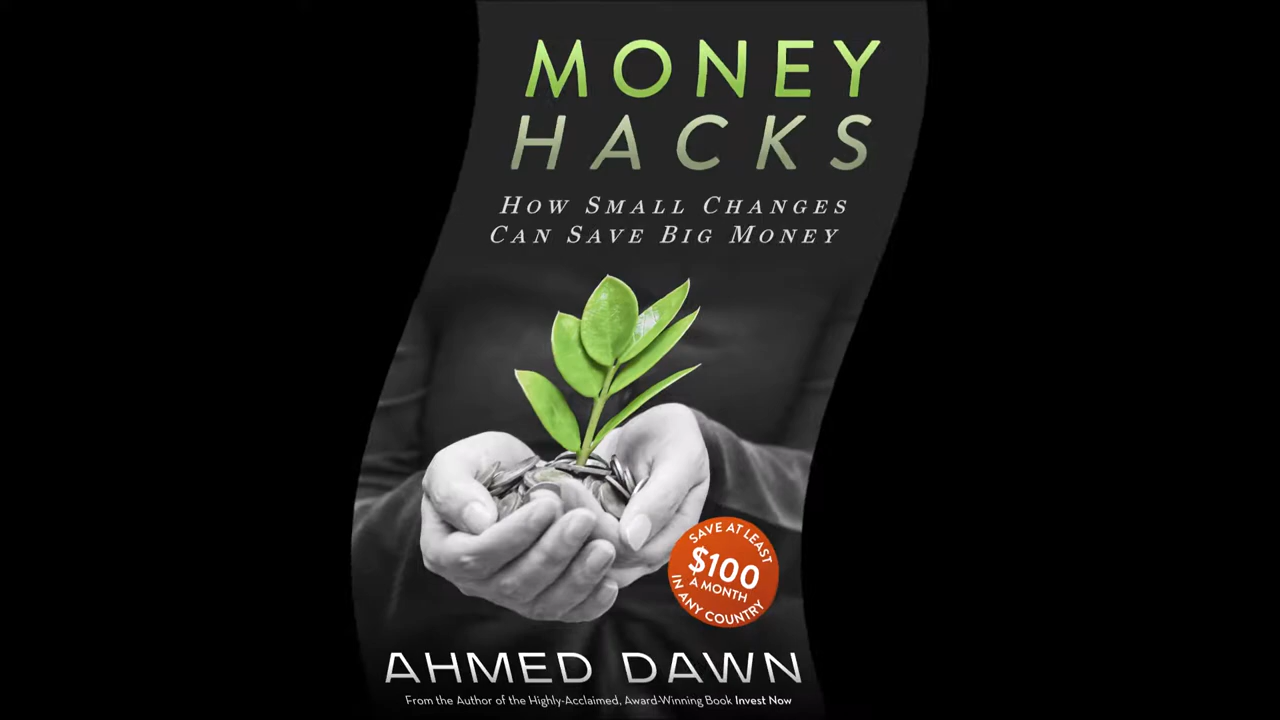 MONEY
HACKS
HOW SMALL CHANGES
CAN SAVE BIG MONEY
SAVE AT LEAST
$100
A MONTH
IN ANY COUNTRY
AHMED DAWN
From the Author of the Highly-Acclaimed, Award-Winning Book Invest Now